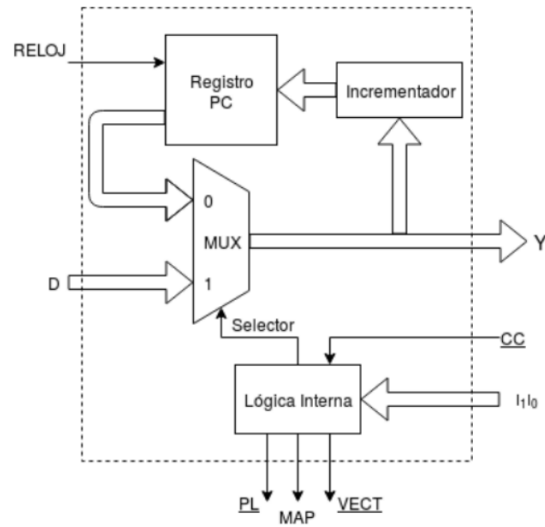 RELOJ
Registro
PC
Incrementador
0
MUX
Y
D
1
Selector
CC
Lógica Interna
I₁I₀
PL
MAP
VECT